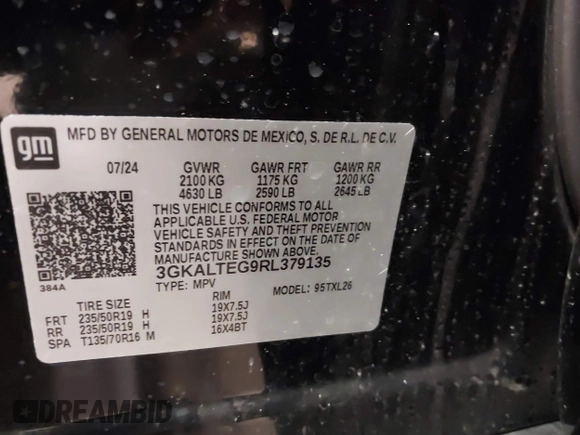 gm
MFD BY GENERAL MOTORS DE MEXICO, S. DE R.L. DE C.V.
07/24 GVWR GAWR FRT GAWR RR
2100 KG 1175 KG 1200 KG
4630 LB 2590 LB 2645 LB
THIS VEHICLE CONFORMS TO ALL
APPLICABLE U.S. FEDERAL MOTOR
VEHICLE SAFETY AND THEFT PREVENTION
STANDARDS IN EFFECT ON THE DATE OF
MANUFACTURE SHOWN ABOVE.
3GKALTEG9RL379135
384A
TYPE: MPV MODEL: 95TXL26
TIRE SIZE RIM
FRT 235/50R19 H 19X7.5J
RR 235/50R19 H 19X7.5J
SPA T135/70R16 M 16X4BT
DREAMBID